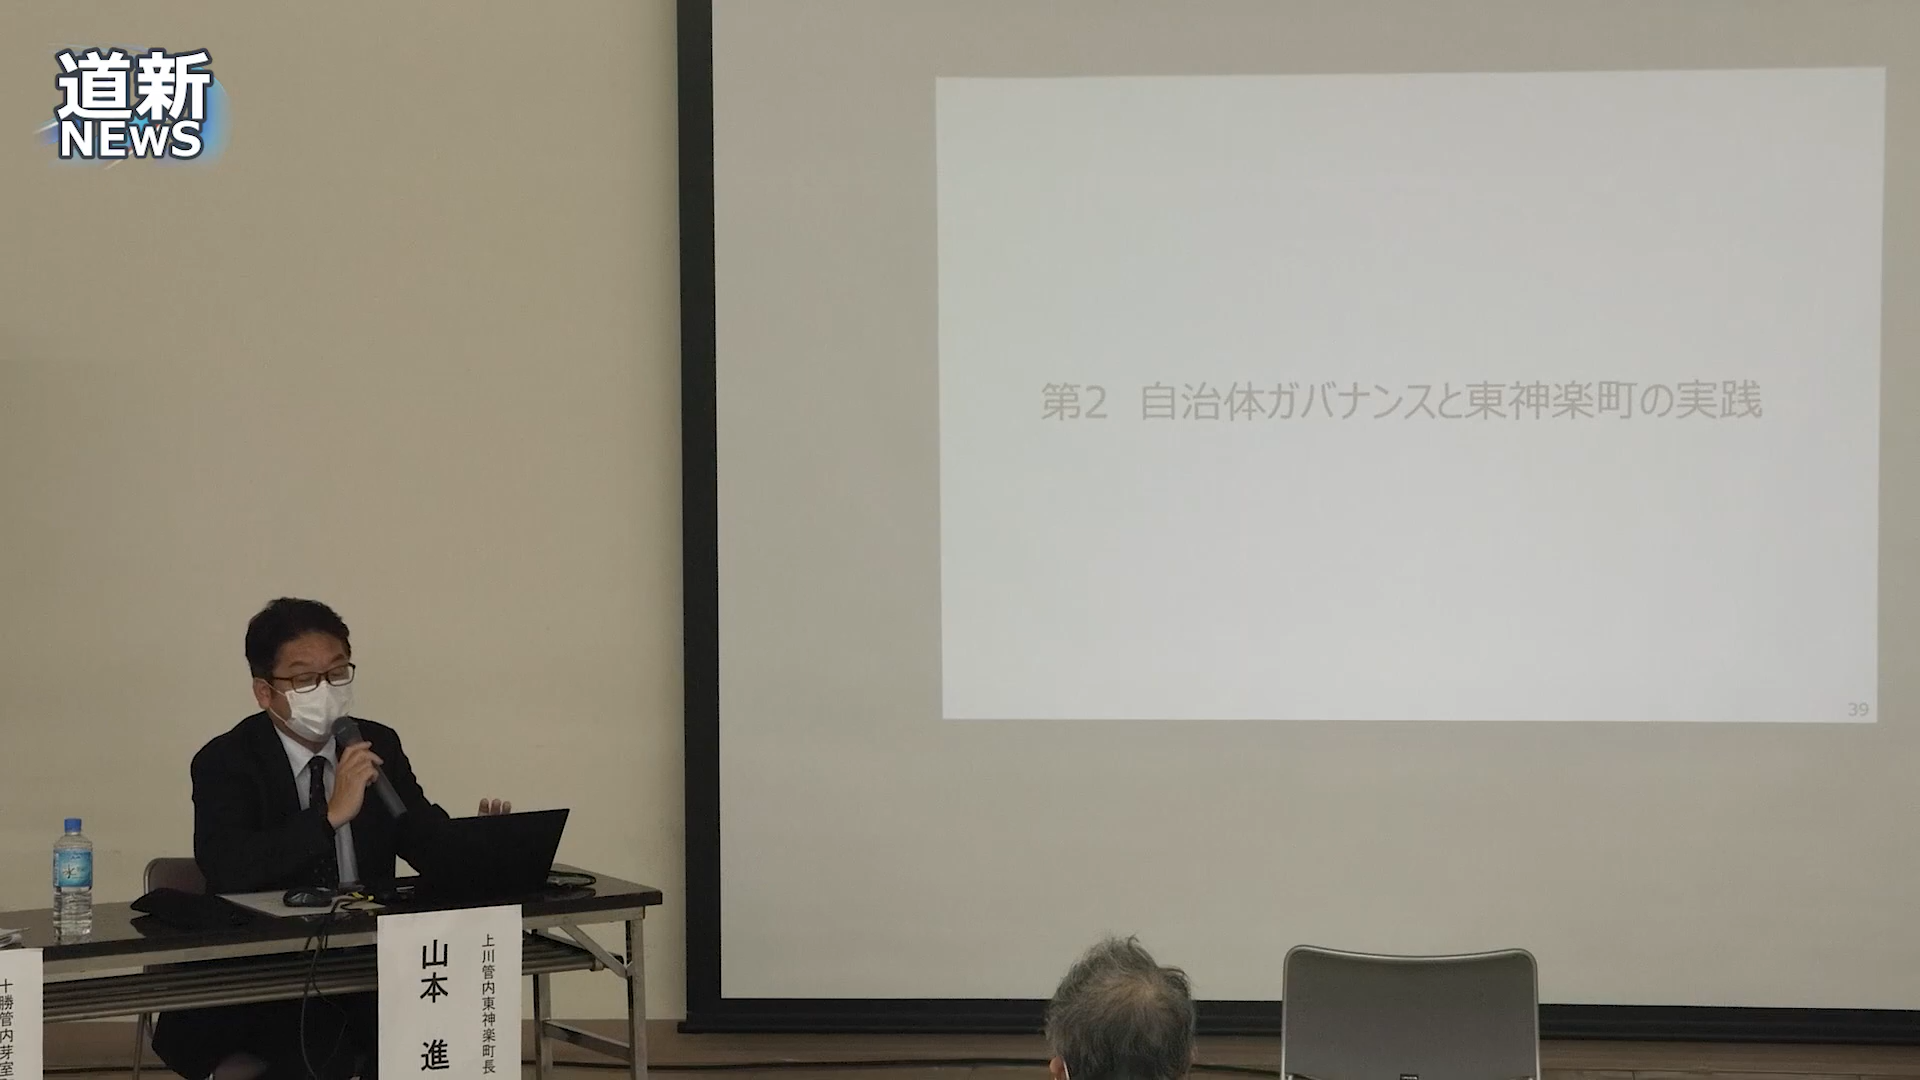 道新
NEWS
第2 自治体ガバナンスと東神楽町の実践
39
水
上川管内東神楽町長
山本 進
十勝管内芽室